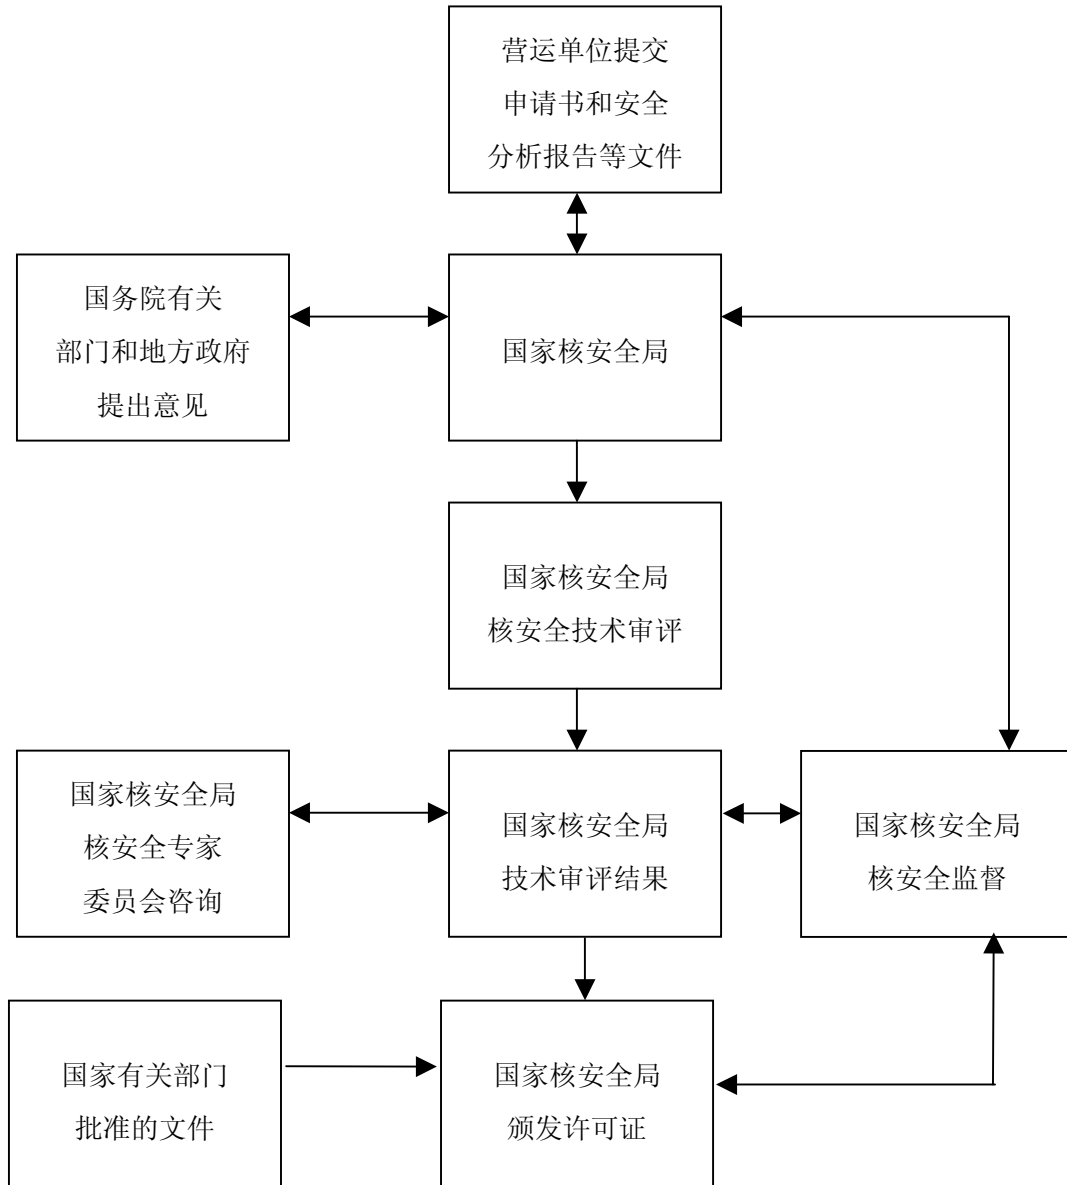 营运单位提交
申请书和安全
分析报告等文件
国务院有关
部门和地方政府
提出意见
国家核安全局
国家核安全局
核安全技术审评
国家核安全局
核安全专家
委员会咨询
国家核安全局
技术审评结果
国家核安全局
核安全监督
国家有关部门
批准的文件
国家核安全局
颁发许可证